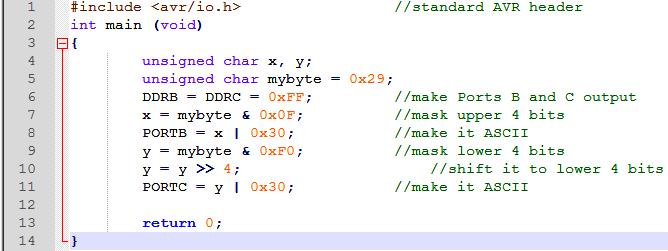 1 #include <avr/io.h> //standard AVR header
2 int main (void)
3 {
4 unsigned char x, y;
5 unsigned char mybyte = 0x29;
6 DDRB = DDRC = 0xFF; //make Ports B and C output
7 x = mybyte & 0x0F; //mask upper 4 bits
8 PORTB = x | 0x30; //make it ASCII
9 y = mybyte & 0xF0; //mask lower 4 bits
10 y = y >> 4; //shift it to lower 4 bits
11 PORTC = y | 0x30; //make it ASCII
12
13 return 0;
14 }